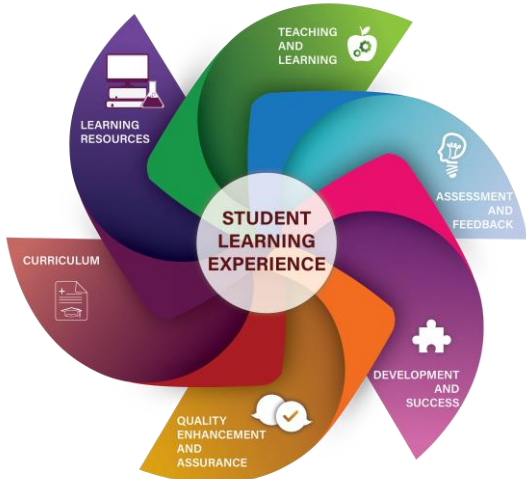 TEACHING
AND
LEARNING
LEARNING
RESOURCES
ASSESSMENT
AND
FEEDBACK
STUDENT
LEARNING
EXPERIENCE
CURRICULUM
DEVELOPMENT
AND
SUCCESS
QUALITY
ENHANCEMENT
AND
ASSURANCE